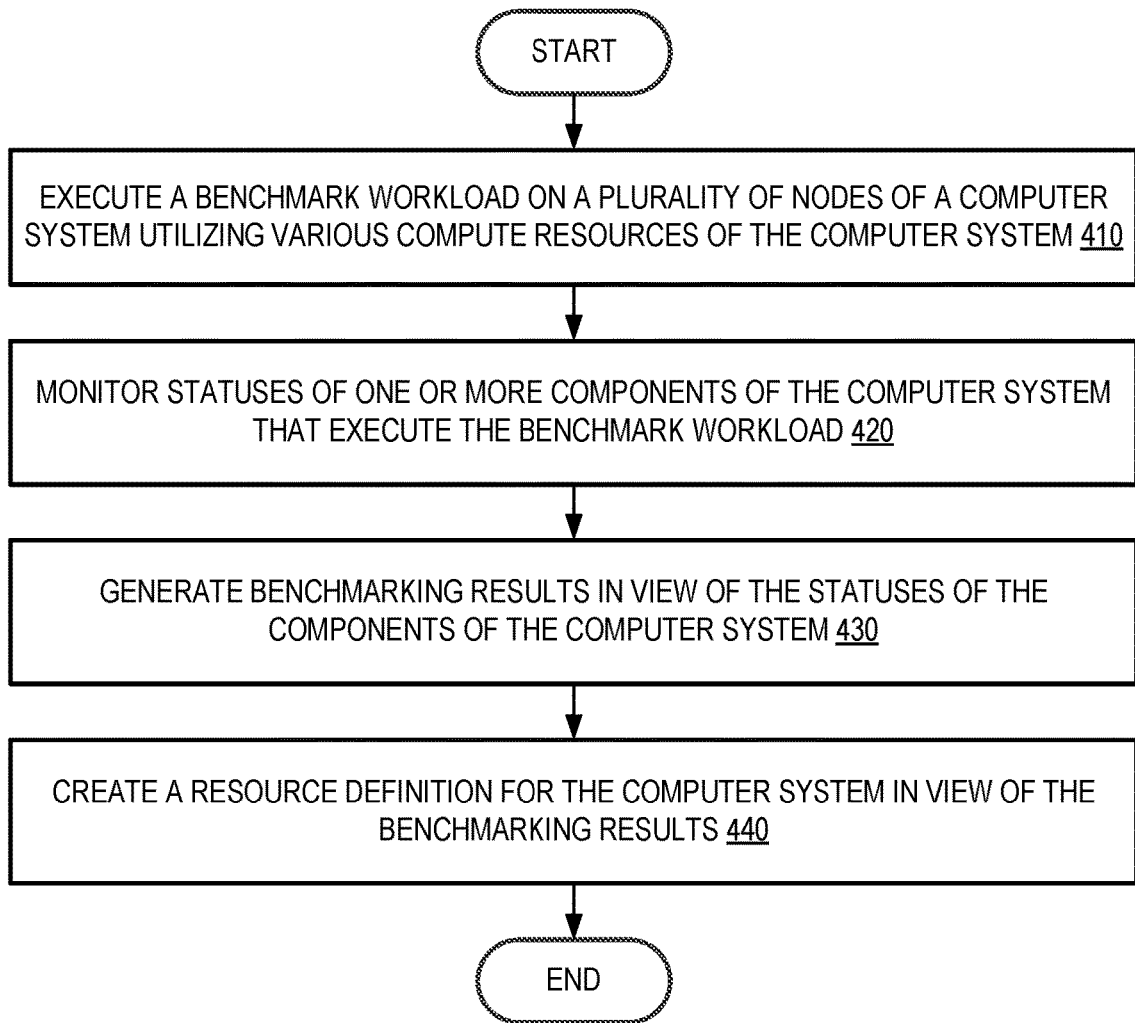 START
EXECUTE A BENCHMARK WORKLOAD ON A PLURALITY OF NODES OF A COMPUTER
SYSTEM UTILIZING VARIOUS COMPUTE RESOURCES OF THE COMPUTER SYSTEM 410
MONITOR STATUSES OF ONE OR MORE COMPONENTS OF THE COMPUTER SYSTEM
THAT EXECUTE THE BENCHMARK WORKLOAD 420
GENERATE BENCHMARKING RESULTS IN VIEW OF THE STATUSES OF THE
COMPONENTS OF THE COMPUTER SYSTEM 430
CREATE A RESOURCE DEFINITION FOR THE COMPUTER SYSTEM IN VIEW OF THE
BENCHMARKING RESULTS 440
END